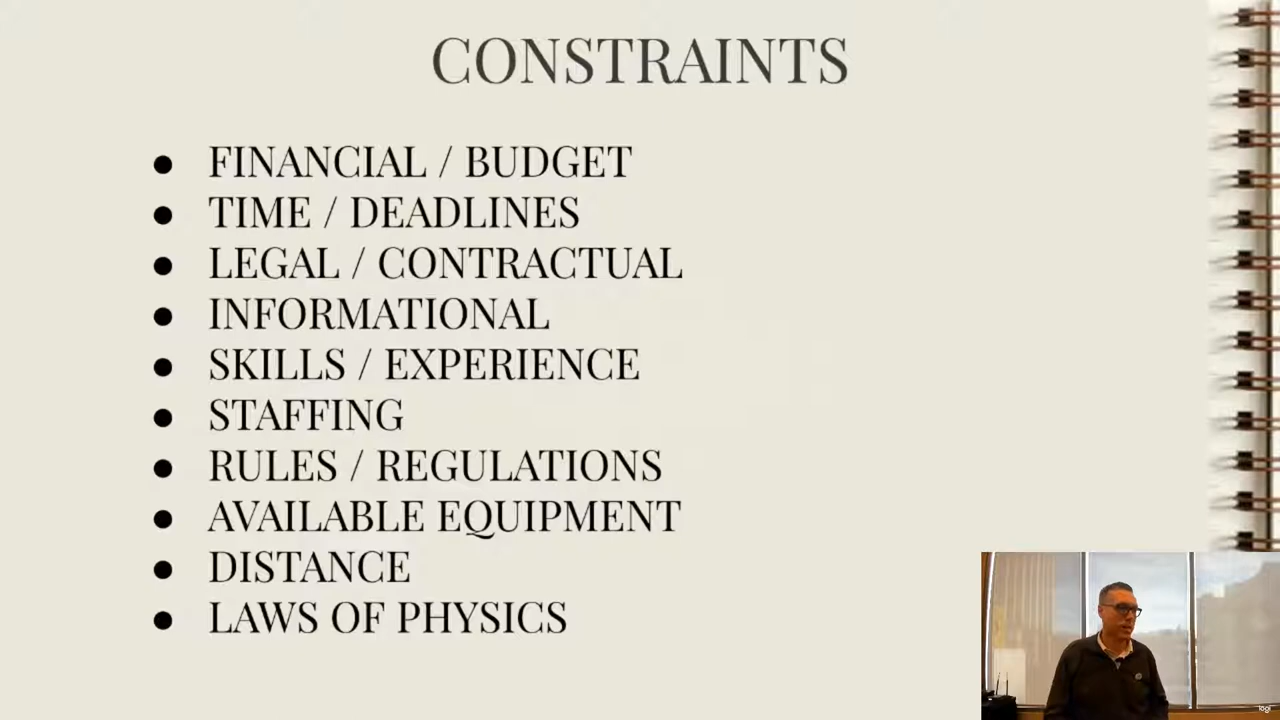 CONSTRAINTS
● FINANCIAL / BUDGET
● TIME / DEADLINES
● LEGAL / CONTRACTUAL
● INFORMATIONAL
● SKILLS / EXPERIENCE
● STAFFING
● RULES / REGULATIONS
● AVAILABLE EQUIPMENT
● DISTANCE
● LAWS OF PHYSICS
logi